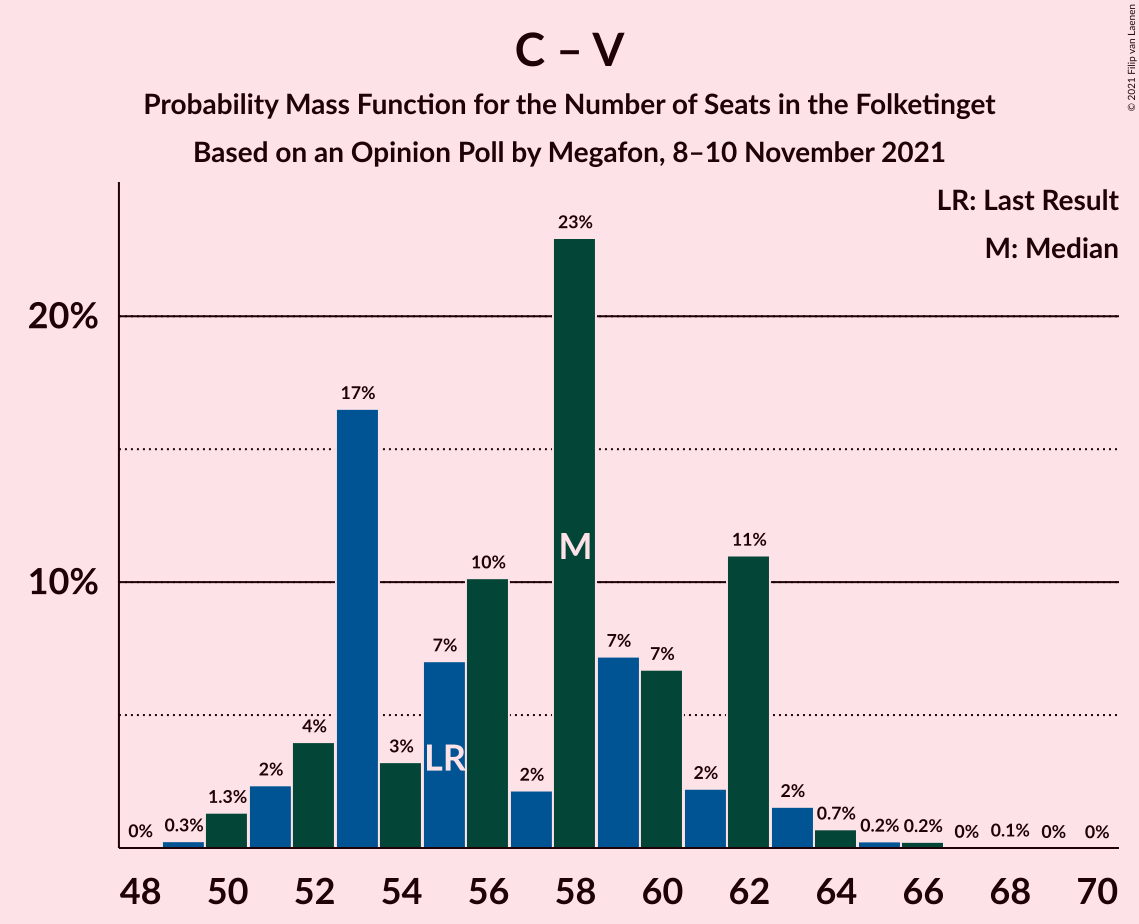 C – V
Probability Mass Function for the Number of Seats in the Folketinget
Based on an Opinion Poll by Megafon, 8–10 November 2021
© 2021 Filip van Laenen
LR: Last Result
M: Median
20%
10%
0%
0.3%
1.3%
2%
4%
17%
3%
7%
10%
2%
23%
7%
7%
2%
11%
2%
0.7%
0.2%
0.2%
0%
0.1%
0%
0%
LR
M
48 50 52 54 56 58 60 62 64 66 68 70